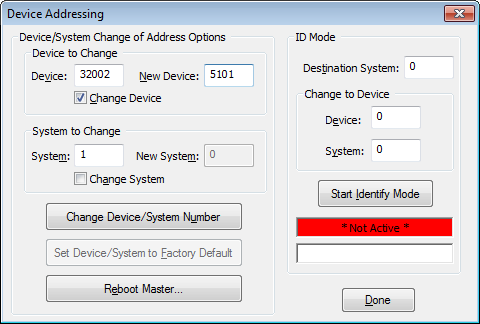 Device Addressing
Device/System Change of Address Options
Device to Change
Device: 32002 New Device: 5101
Change Device
System to Change
System: 1 New System: 0
Change System
Change Device/System Number
Set Device/System to Factory Default
Reboot Master...
ID Mode
Destination System: 0
Change to Device
Device: 0
System: 0
Start Identify Mode
* Not Active *
Done